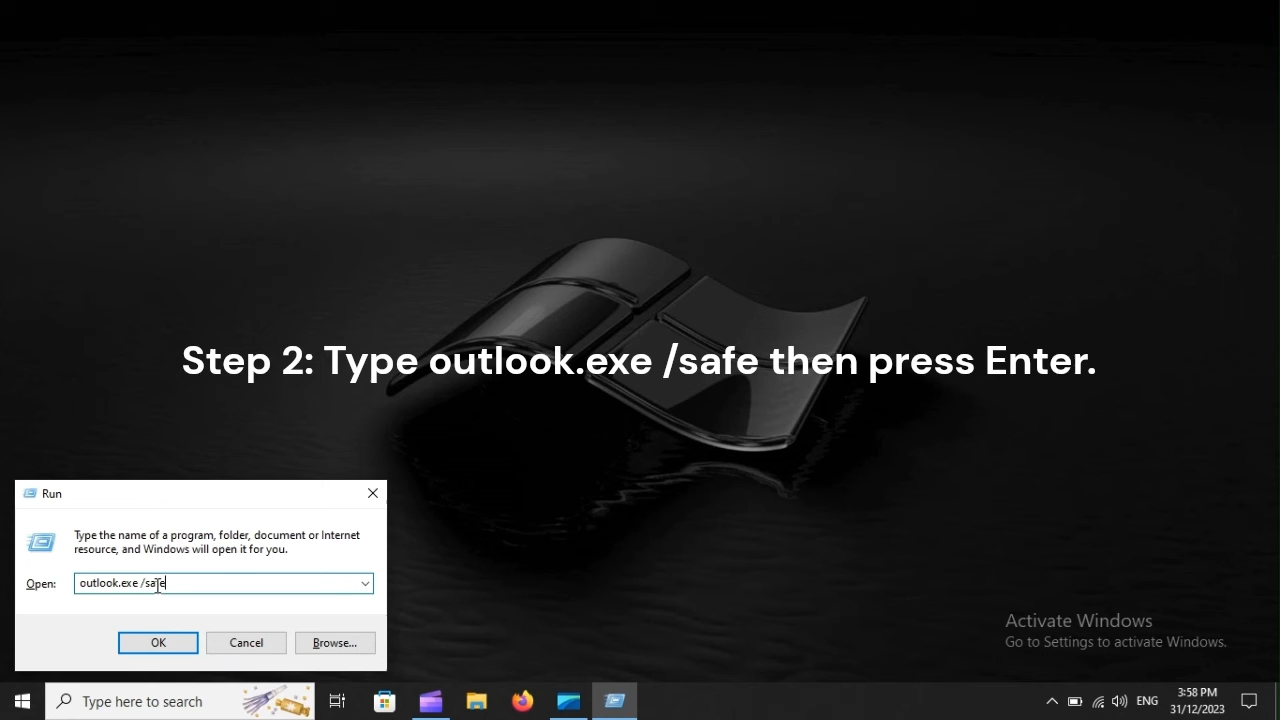 Step 2: Type outlook.exe /safe then press Enter.
Run
Type the name of a program, folder, document or Internet
resource, and Windows will open it for you.
Open: outlook.exe /safe
OK Cancel Browse...
Activate Windows
Go to Settings to activate Windows.
Type here to search
ENG
3:58 PM
31/12/2023